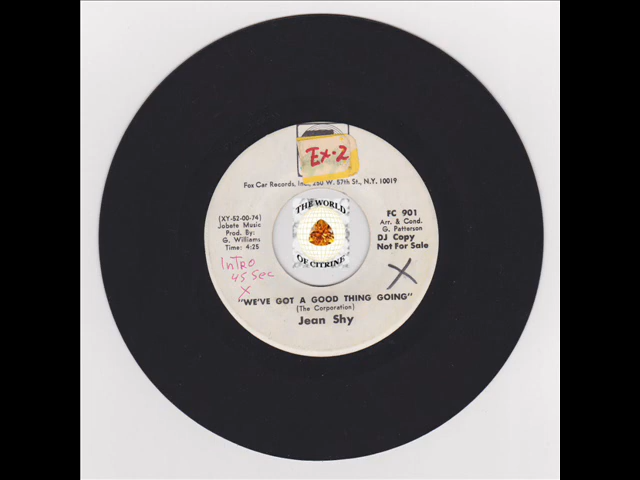 Ex-2
Fox Car Records, Inc., 250 W. 57th St., N.Y. 10019
THE WORLD
OF CITRINE
(XY-52-00-74)
Jobete Music
Prod. By:
G. Williams
Time: 4:25
FC 901
Arr. & Cond.
G. Patterson
DJ Copy
Not For Sale
INTRO
45 Sec
X
X
"WE'VE GOT A GOOD THING GOING"
(The Corporation)
Jean Shy